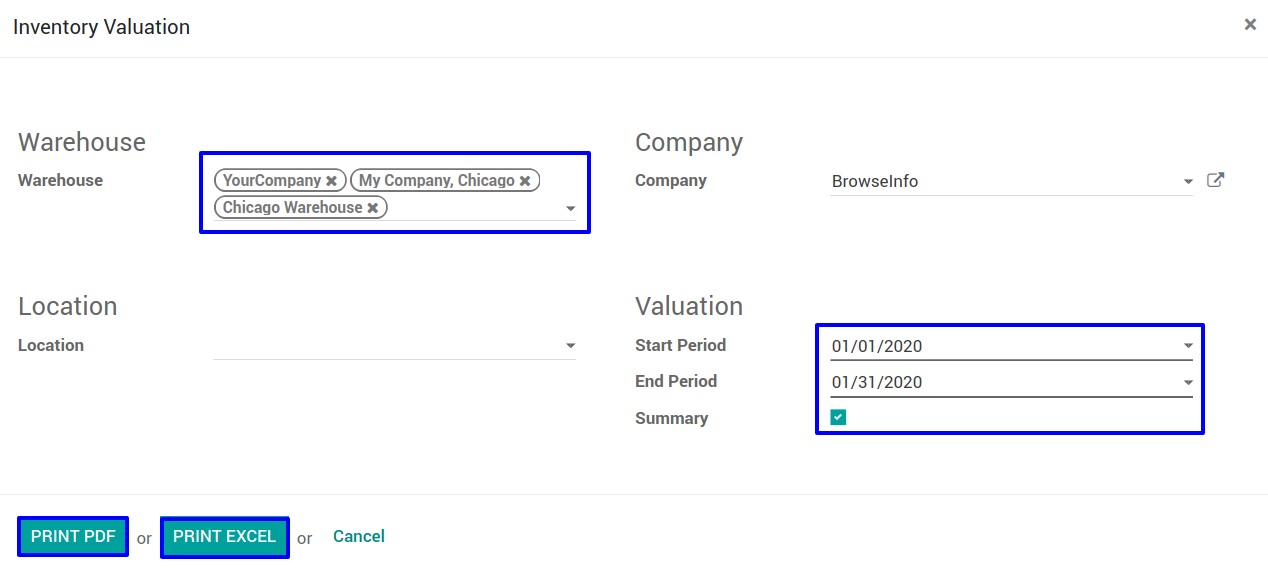 Inventory Valuation ×
Warehouse
Warehouse YourCompany × My Company, Chicago ×
Chicago Warehouse ×
Company
Company BrowseInfo
Location
Location
Valuation
Start Period 01/01/2020
End Period 01/31/2020
Summary
PRINT PDF or PRINT EXCEL or Cancel